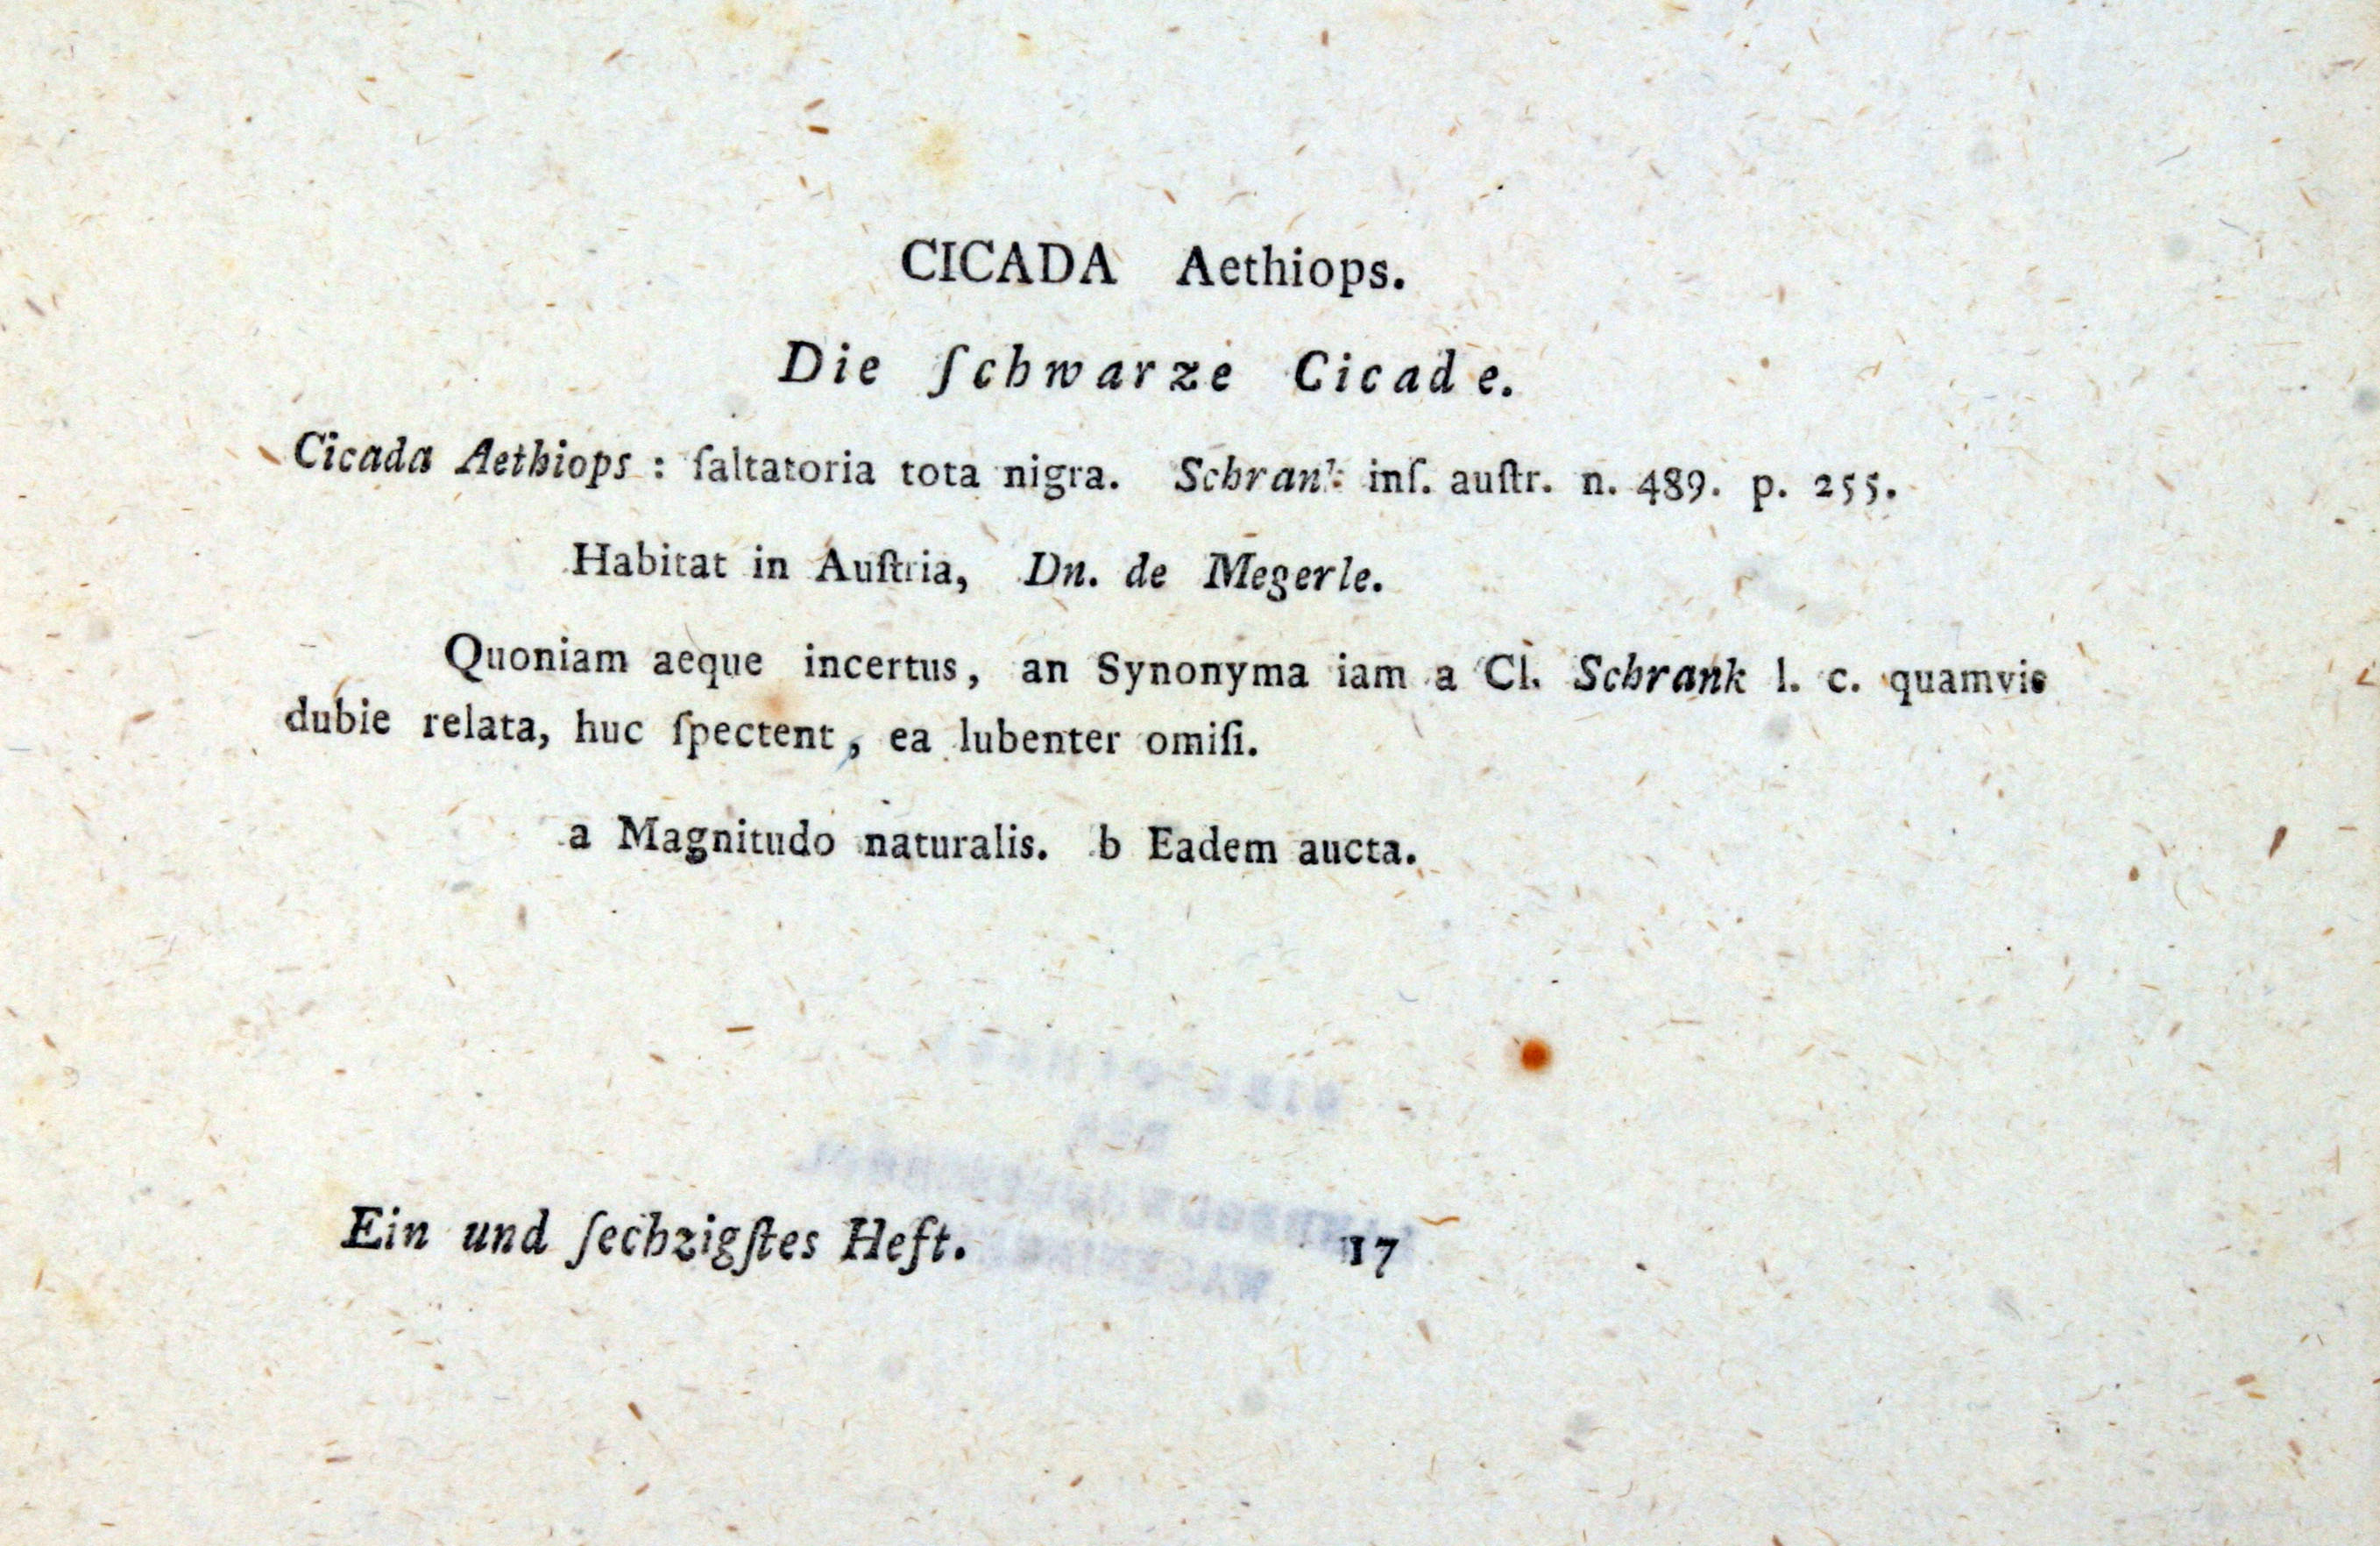 CICADA Aethiops.
Die ſchwarze Cicade.
Cicada Aethiops : ſaltatoria tota nigra. Schrank inſ. auſtr. n. 489. p. 255.
Habitat in Auſtria, Dn. de Megerle.
Quoniam aeque incertus, an Synonyma iam a Cl. Schrank l. c. quamvis
dubie relata, huc ſpectent, ea lubenter omiſi.
a Magnitudo naturalis. b Eadem aucta.
Ein und ſechzigſtes Heft. 17